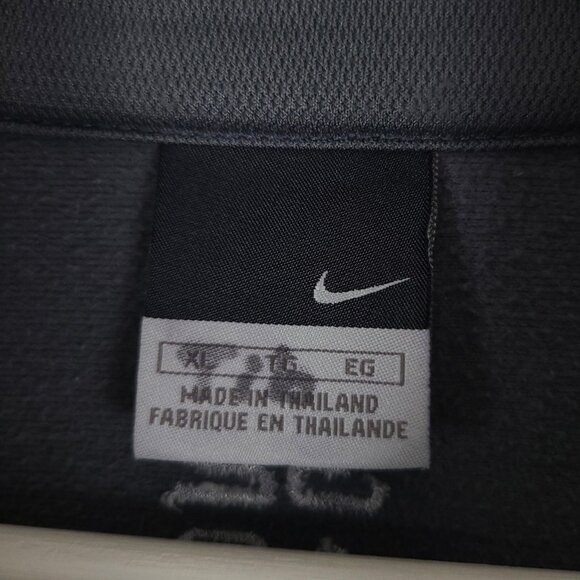 XL TG EG
MADE IN THAILAND
FABRIQUE EN THAILANDE